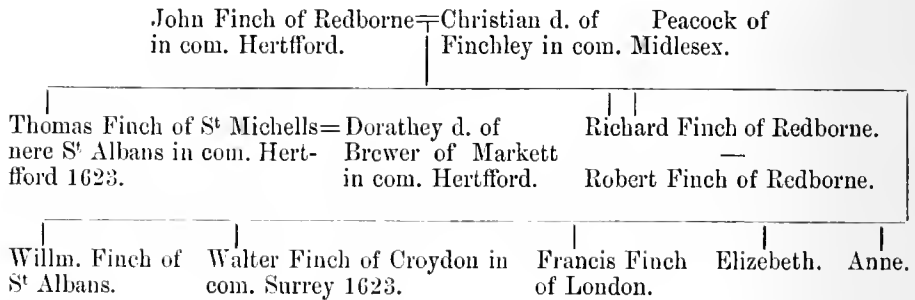 John Finch of Redborne=Christian d. of Peacock of
in com. Hertfford. Finchley in com. Midlesex.
Thomas Finch of St Michells=Dorathey d. of Richard Finch of Redborne.
nere St Albans in com. Hert- Brewer of Markett —
fford 1623. in com. Hertfford. Robert Finch of Redborne.
Willm. Finch of Walter Finch of Croydon in Francis Finch Elizebeth. Anne.
St Albans. com. Surrey 1623. of London.